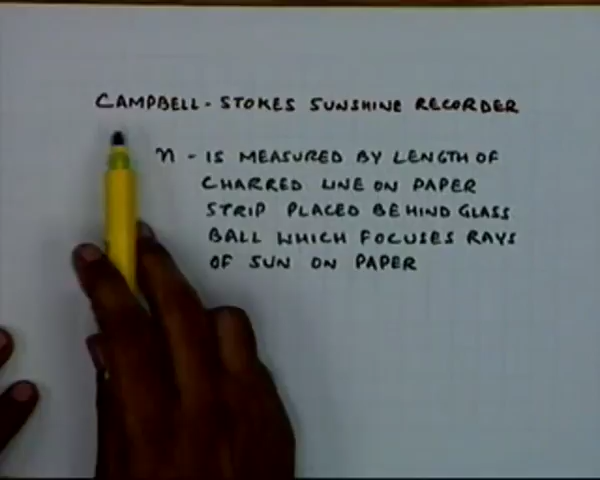 CAMPBELL - STOKES SUNSHINE RECORDER
n - IS MEASURED BY LENGTH OF
CHARRED LINE ON PAPER
STRIP PLACED BEHIND GLASS
BALL WHICH FOCUSES RAYS
OF SUN ON PAPER